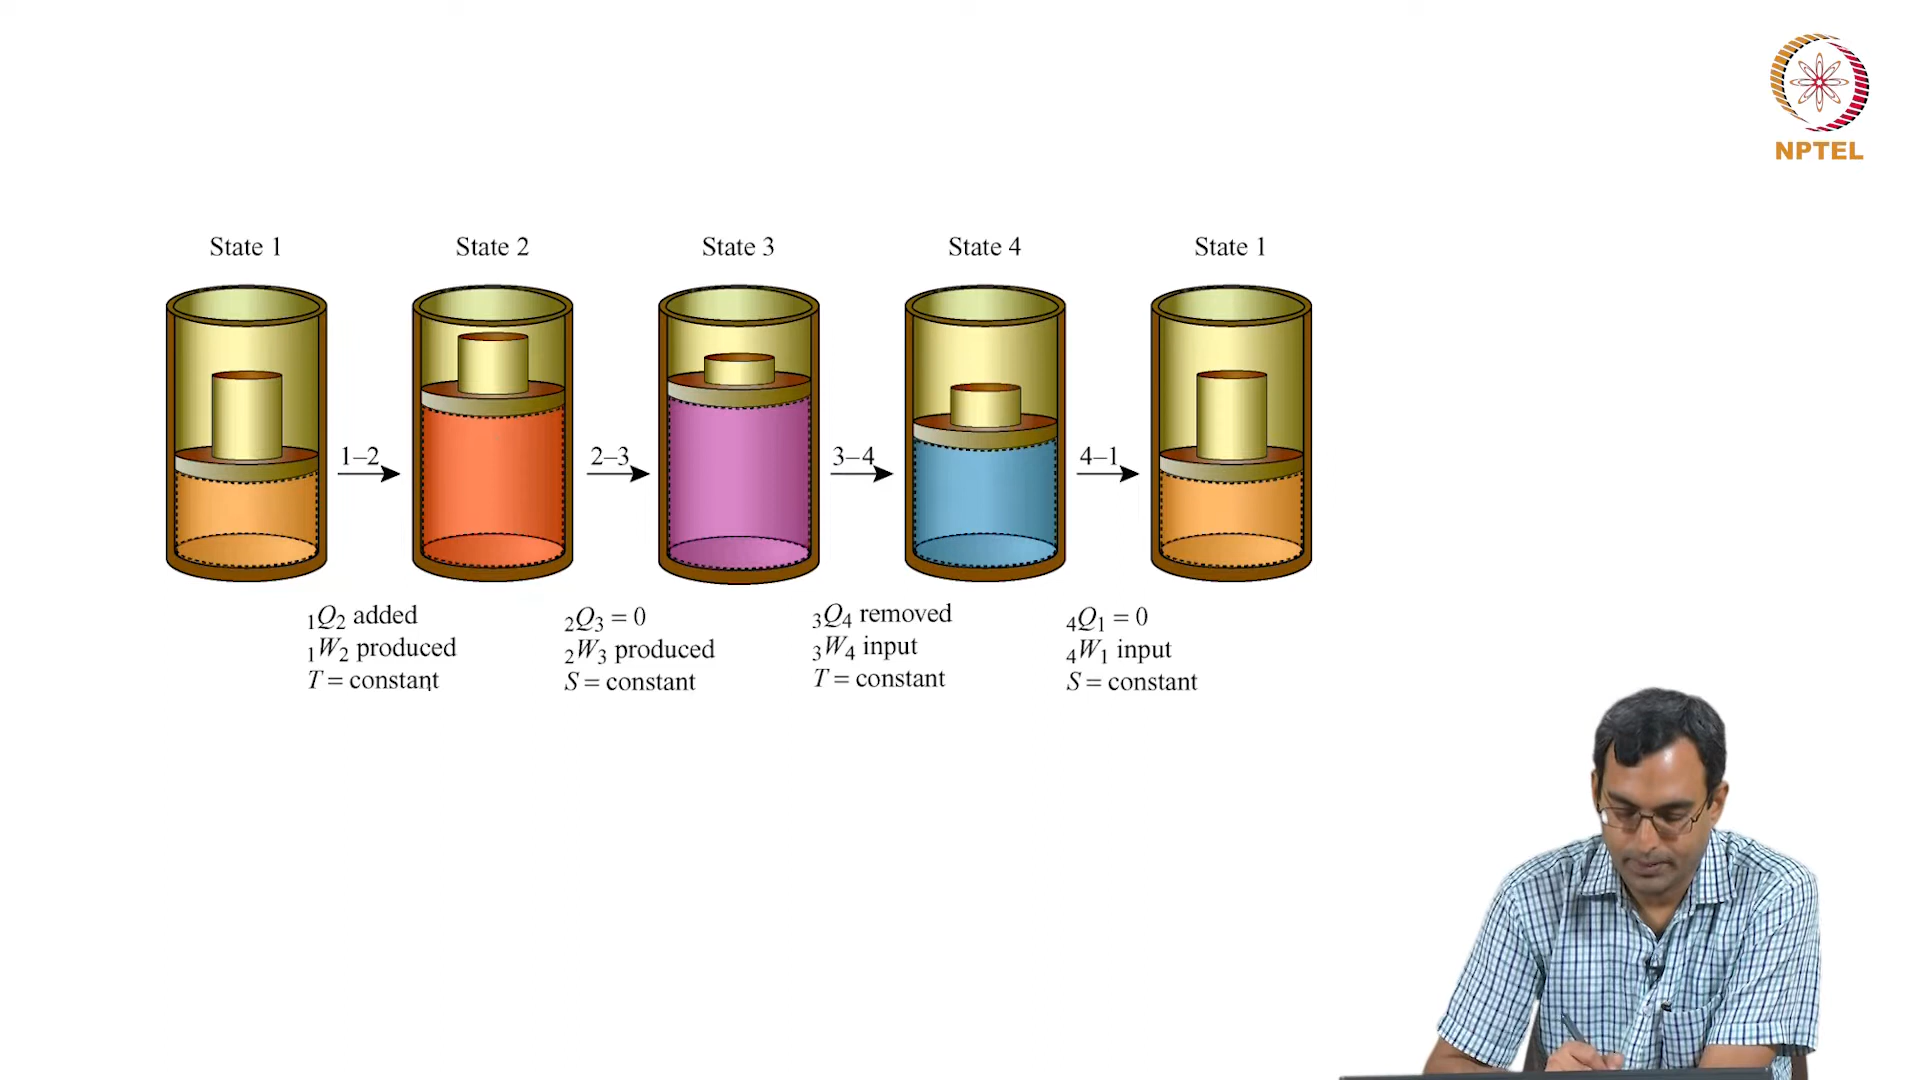 NPTEL
State 1
State 2
State 3
State 4
State 1
1–2
2–3
3–4
4–1
₁Q₂ added
₁W₂ produced
T = constant
₂Q₃ = 0
₂W₃ produced
S = constant
₃Q₄ removed
₃W₄ input
T = constant
₄Q₁ = 0
₄W₁ input
S = constant